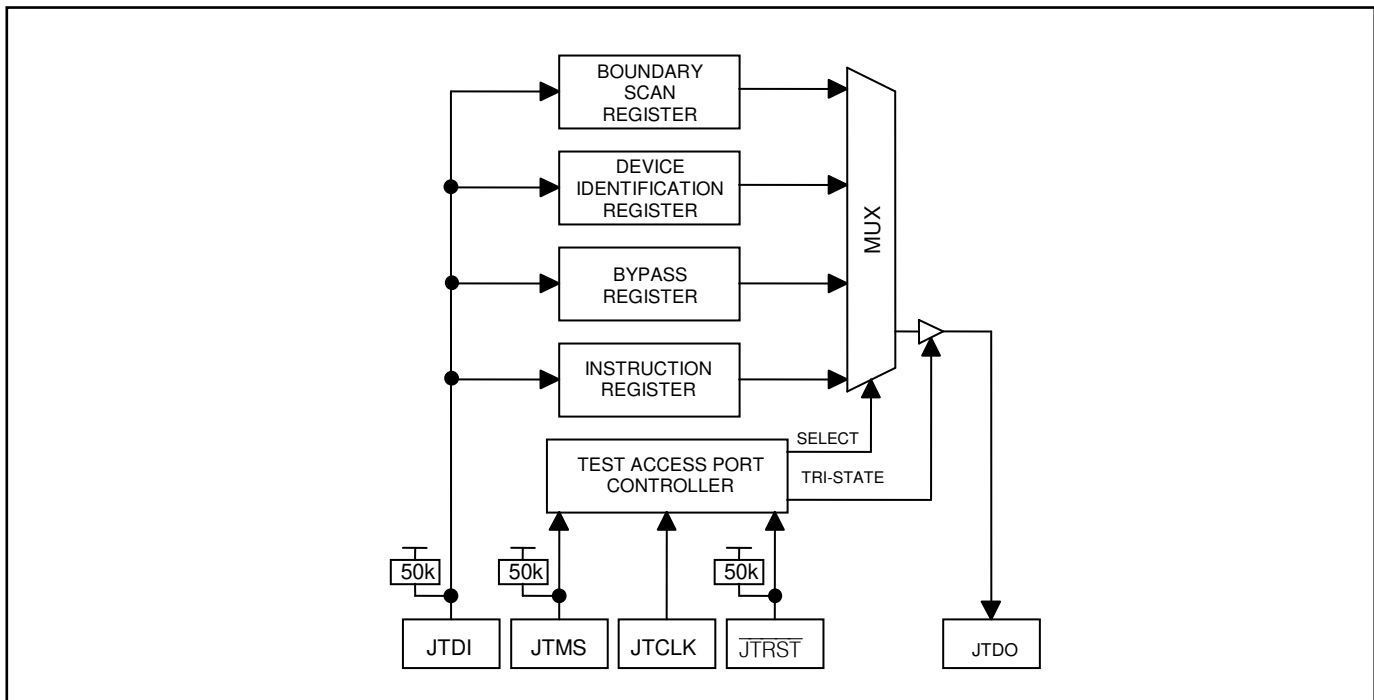 BOUNDARY
SCAN
REGISTER
DEVICE
IDENTIFICATION
REGISTER
BYPASS
REGISTER
INSTRUCTION
REGISTER
MUX
SELECT
TEST ACCESS PORT
CONTROLLER
TRI-STATE
50k
50k
50k
JTDI
JTMS
JTCLK
JTRST
JTDO